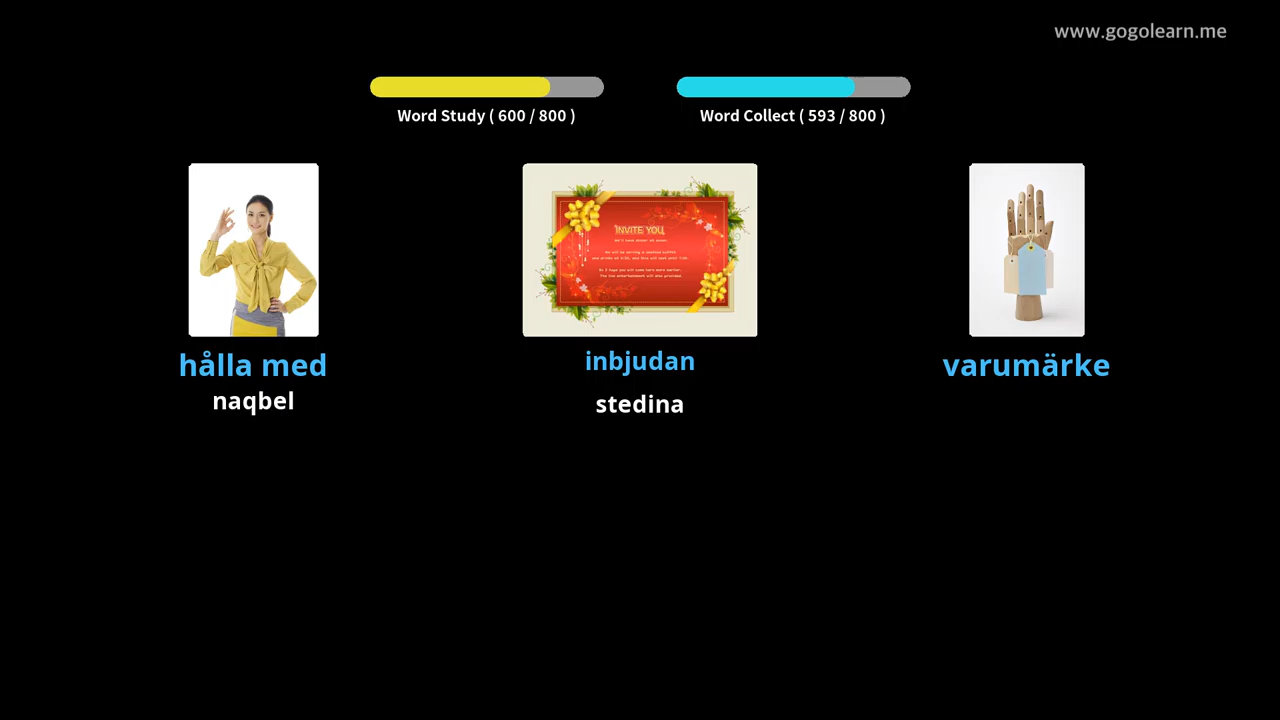 www.gogolearn.me
Word Study ( 600 / 800 )
Word Collect ( 593 / 800 )
INVITE YOU
hålla med
inbjudan
varumärke
naqbel
stedina